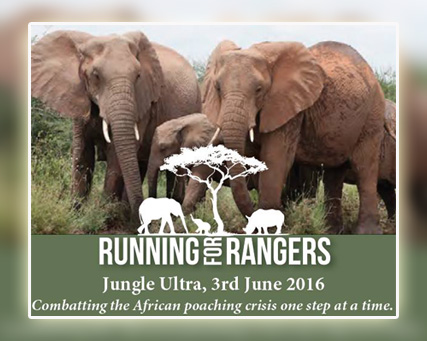 RUNNING FOR RANGERS
Jungle Ultra, 3rd June 2016
Combatting the African poaching crisis one step at a time.